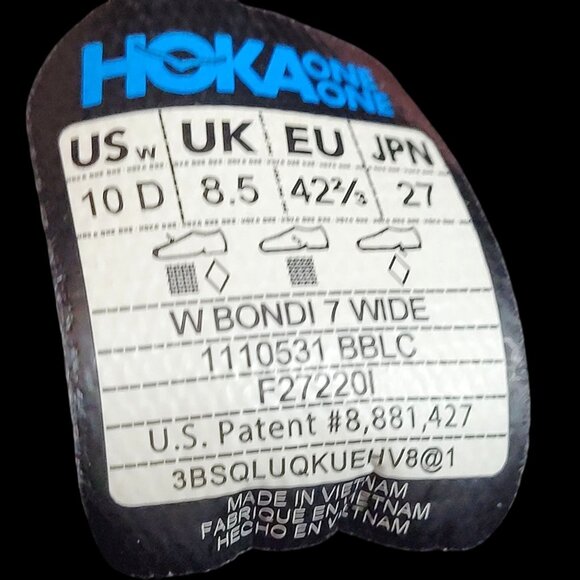 HOKA ONE ONE
US W UK EU JPN
10 D 8.5 42⅔ 27
W BONDI 7 WIDE
1110531 BBLC
F27220I
U.S. Patent #8,881,427
3BSQLUQKUEHV8@1
MADE IN VIETNAM
FABRIQUE EN VIETNAM
HECHO EN VIETNAM